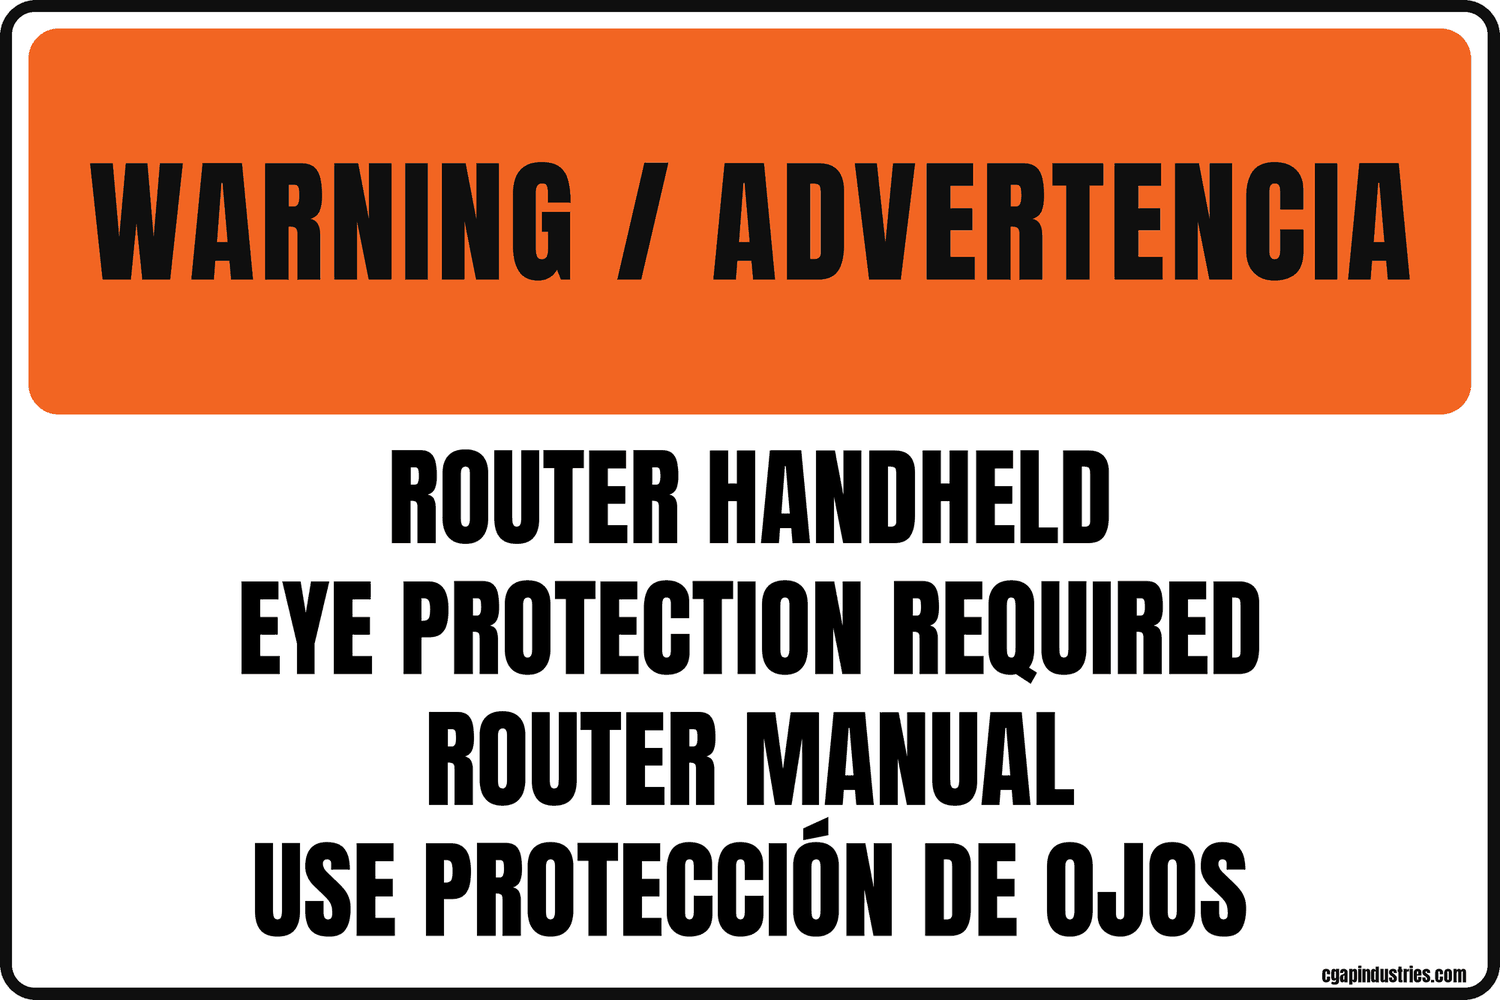 WARNING / ADVERTENCIA
ROUTER HANDHELD
EYE PROTECTION REQUIRED
ROUTER MANUAL
USE PROTECCIÓN DE OJOS
cgapindustries.com